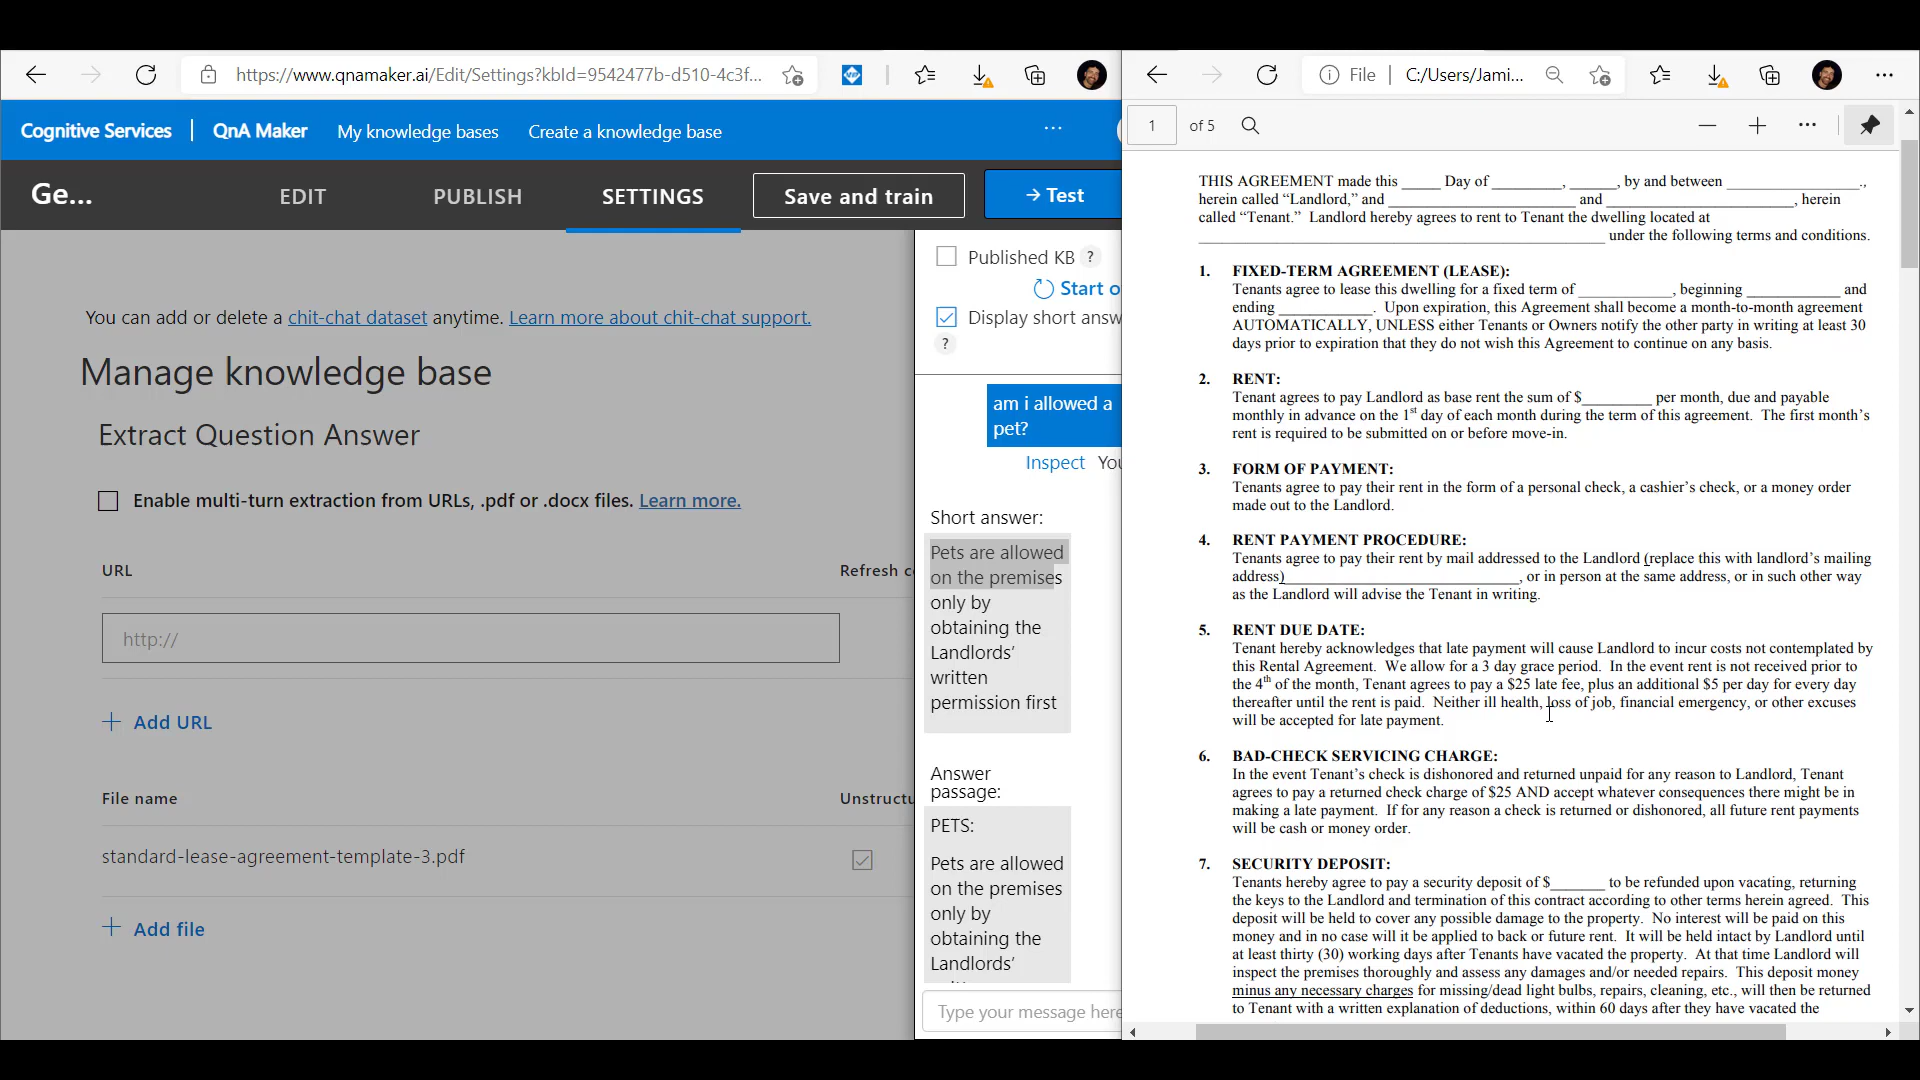 https://www.qnamaker.ai/Edit/Settings?kbId=9542477b-d510-4c3f...
Cognitive Services
QnA Maker
My knowledge bases
Create a knowledge base
...
Ge...
EDIT
PUBLISH
SETTINGS
Save and train
Test
You can add or delete a chit-chat dataset anytime. Learn more about chit-chat support.
Manage knowledge base
Extract Question Answer
Enable multi-turn extraction from URLs, .pdf or .docx files. Learn more.
URL
Refresh c
http://
Add URL
File name
Unstructu
standard-lease-agreement-template-3.pdf
Add file
Published KB ?
Start o
Display short answ
?
am i allowed a
pet?
Inspect You
Short answer:
Pets are allowed
on the premises
only by
obtaining the
Landlords'
written
permission first
Answer
passage:
PETS:
Pets are allowed
on the premises
only by
obtaining the
Landlords'
Type your message here
File
C:/Users/Jami...
1
of 5
THIS AGREEMENT made this _____ Day of _________, ______, by and between _________________.,
herein called “Landlord,” and ________________________ and ________________________, herein
called “Tenant.” Landlord hereby agrees to rent to Tenant the dwelling located at
____________________________________________________ under the following terms and conditions.
1. FIXED-TERM AGREEMENT (LEASE):
Tenants agree to lease this dwelling for a fixed term of ____________, beginning ____________ and
ending ____________. Upon expiration, this Agreement shall become a month-to-month agreement
AUTOMATICALLY, UNLESS either Tenants or Owners notify the other party in writing at least 30
days prior to expiration that they do not wish this Agreement to continue on any basis.
2. RENT:
Tenant agrees to pay Landlord as base rent the sum of $_________ per month, due and payable
monthly in advance on the 1st day of each month during the term of this agreement. The first month’s
rent is required to be submitted on or before move-in.
3. FORM OF PAYMENT:
Tenants agree to pay their rent in the form of a personal check, a cashier’s check, or a money order
made out to the Landlord.
4. RENT PAYMENT PROCEDURE:
Tenants agree to pay their rent by mail addressed to the Landlord (replace this with landlord’s mailing
address)______________________________, or in person at the same address, or in such other way
as the Landlord will advise the Tenant in writing.
5. RENT DUE DATE:
Tenant hereby acknowledges that late payment will cause Landlord to incur costs not contemplated by
this Rental Agreement. We allow for a 3 day grace period. In the event rent is not received prior to
the 4th of the month, Tenant agrees to pay a $25 late fee, plus an additional $5 per day for every day
thereafter until the rent is paid. Neither ill health, loss of job, financial emergency, or other excuses
will be accepted for late payment.
6. BAD-CHECK SERVICING CHARGE:
In the event Tenant’s check is dishonored and returned unpaid for any reason to Landlord, Tenant
agrees to pay a returned check charge of $25 AND accept whatever consequences there might be in
making a late payment. If for any reason a check is returned or dishonored, all future rent payments
will be cash or money order.
7. SECURITY DEPOSIT:
Tenants hereby agree to pay a security deposit of $_______ to be refunded upon vacating, returning
the keys to the Landlord and termination of this contract according to other terms herein agreed. This
deposit will be held to cover any possible damage to the property. No interest will be paid on this
money and in no case will it be applied to back or future rent. It will be held intact by Landlord until
at least thirty (30) working days after Tenants have vacated the property. At that time Landlord will
inspect the premises thoroughly and assess any damages and/or needed repairs. This deposit money
minus any necessary charges for missing/dead light bulbs, repairs, cleaning, etc., will then be returned
to Tenant with a written explanation of deductions, within 60 days after they have vacated the